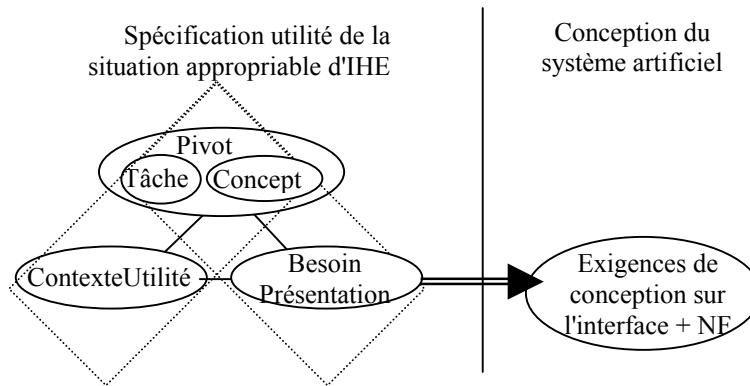 Spécification utilité de la
situation appropriable d'IHE
Conception du
système artificiel
Pivot
Tâche
Concept
ContexteUtilité
Besoin
Présentation
Exigences de
conception sur
l'interface + NF